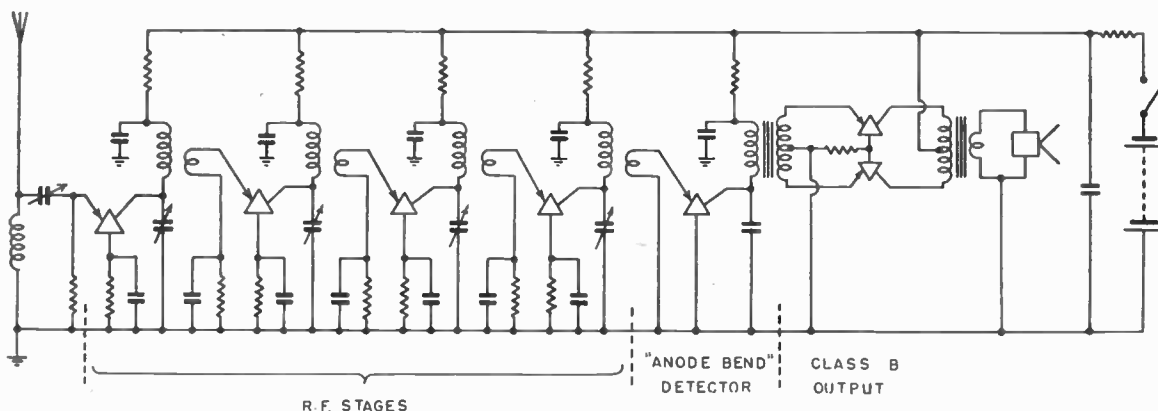 "ANODE BEND"
DETECTOR
CLASS B
OUTPUT
R.F. STAGES